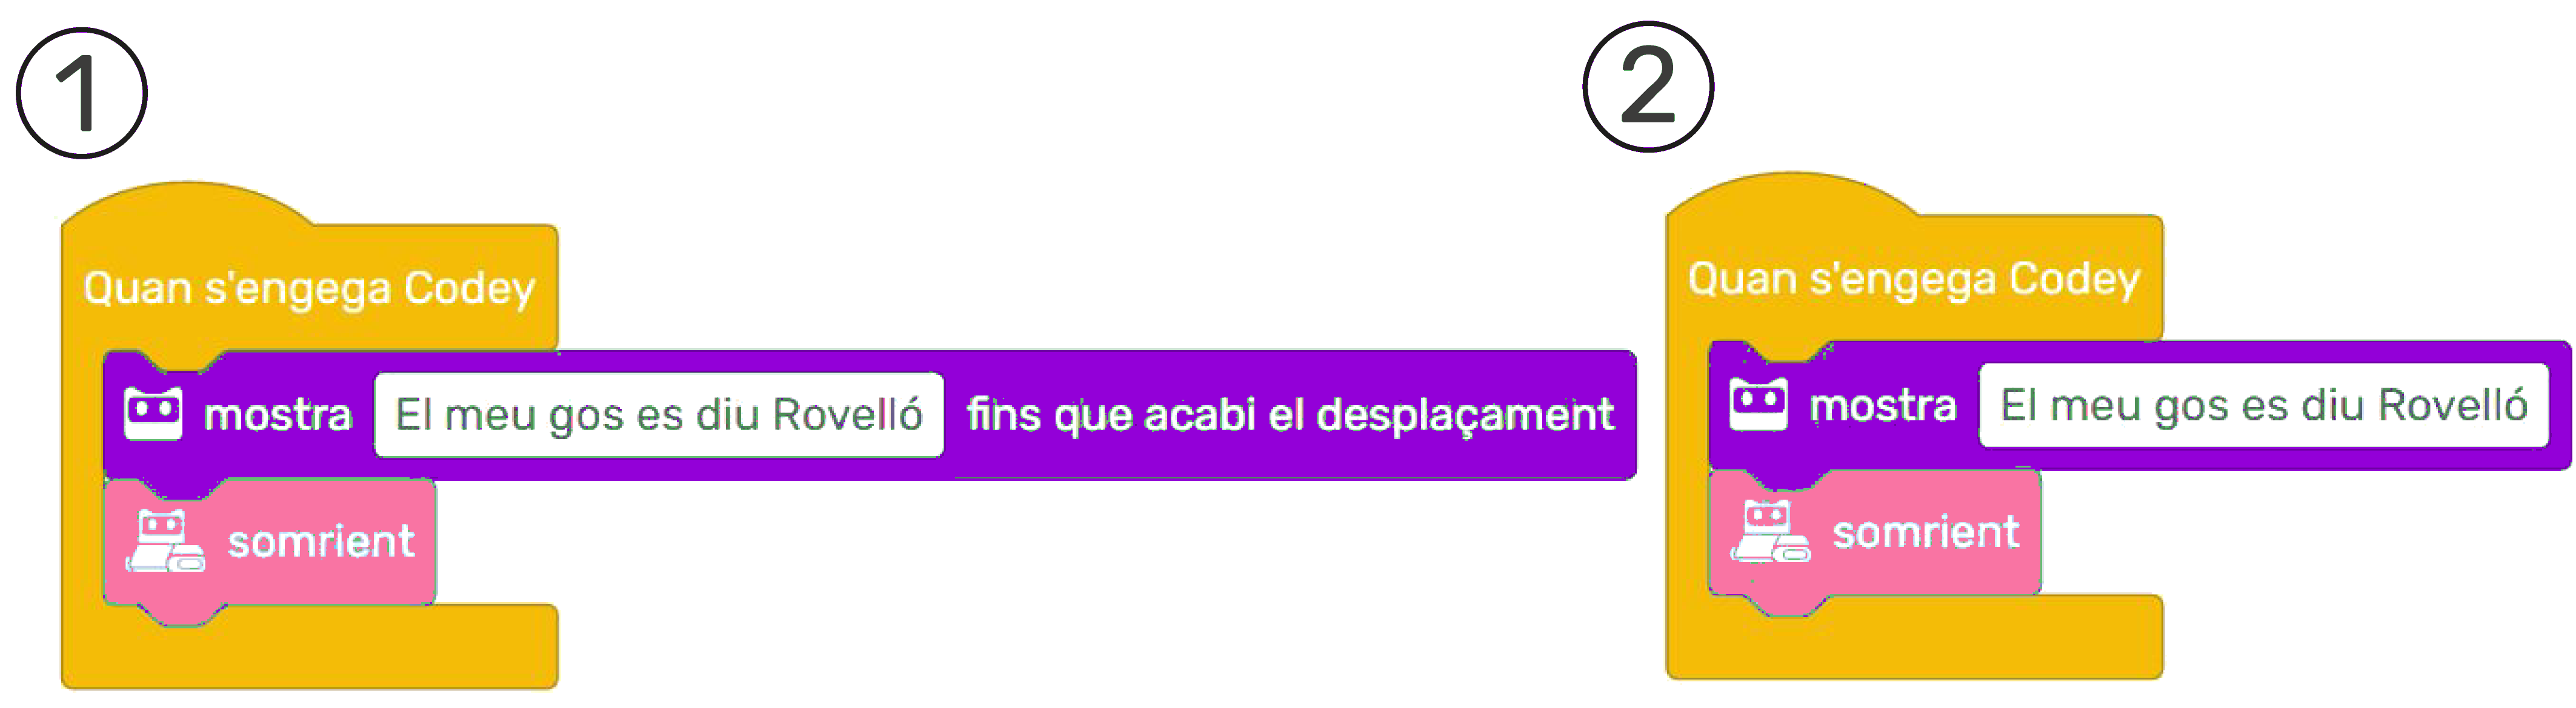 1
Quan s'engega Codey
mostra El meu gos es diu Rovelló fins que acabi el desplaçament
somrient
2
Quan s'engega Codey
mostra El meu gos es diu Rovelló
somrient